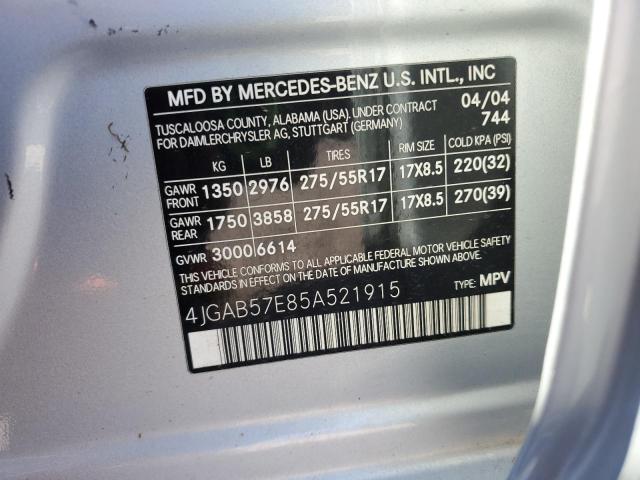 MFD BY MERCEDES-BENZ U.S. INTL., INC
TUSCALOOSA COUNTY, ALABAMA (USA). UNDER CONTRACT 04/04
FOR DAIMLERCHRYSLER AG, STUTTGART (GERMANY) 744
KG LB TIRES RIM SIZE COLD KPA (PSI)
GAWR FRONT 1350 2976 275/55R17 17X8.5 220(32)
GAWR REAR 1750 3858 275/55R17 17X8.5 270(39)
GVWR 3000 6614
THIS VEHICLE CONFORMS TO ALL APPLICABLE FEDERAL MOTOR VEHICLE SAFETY
STANDARDS IN EFFECT ON THE DATE OF MANUFACTURE SHOWN ABOVE.
4JGAB57E85A521915 TYPE: MPV